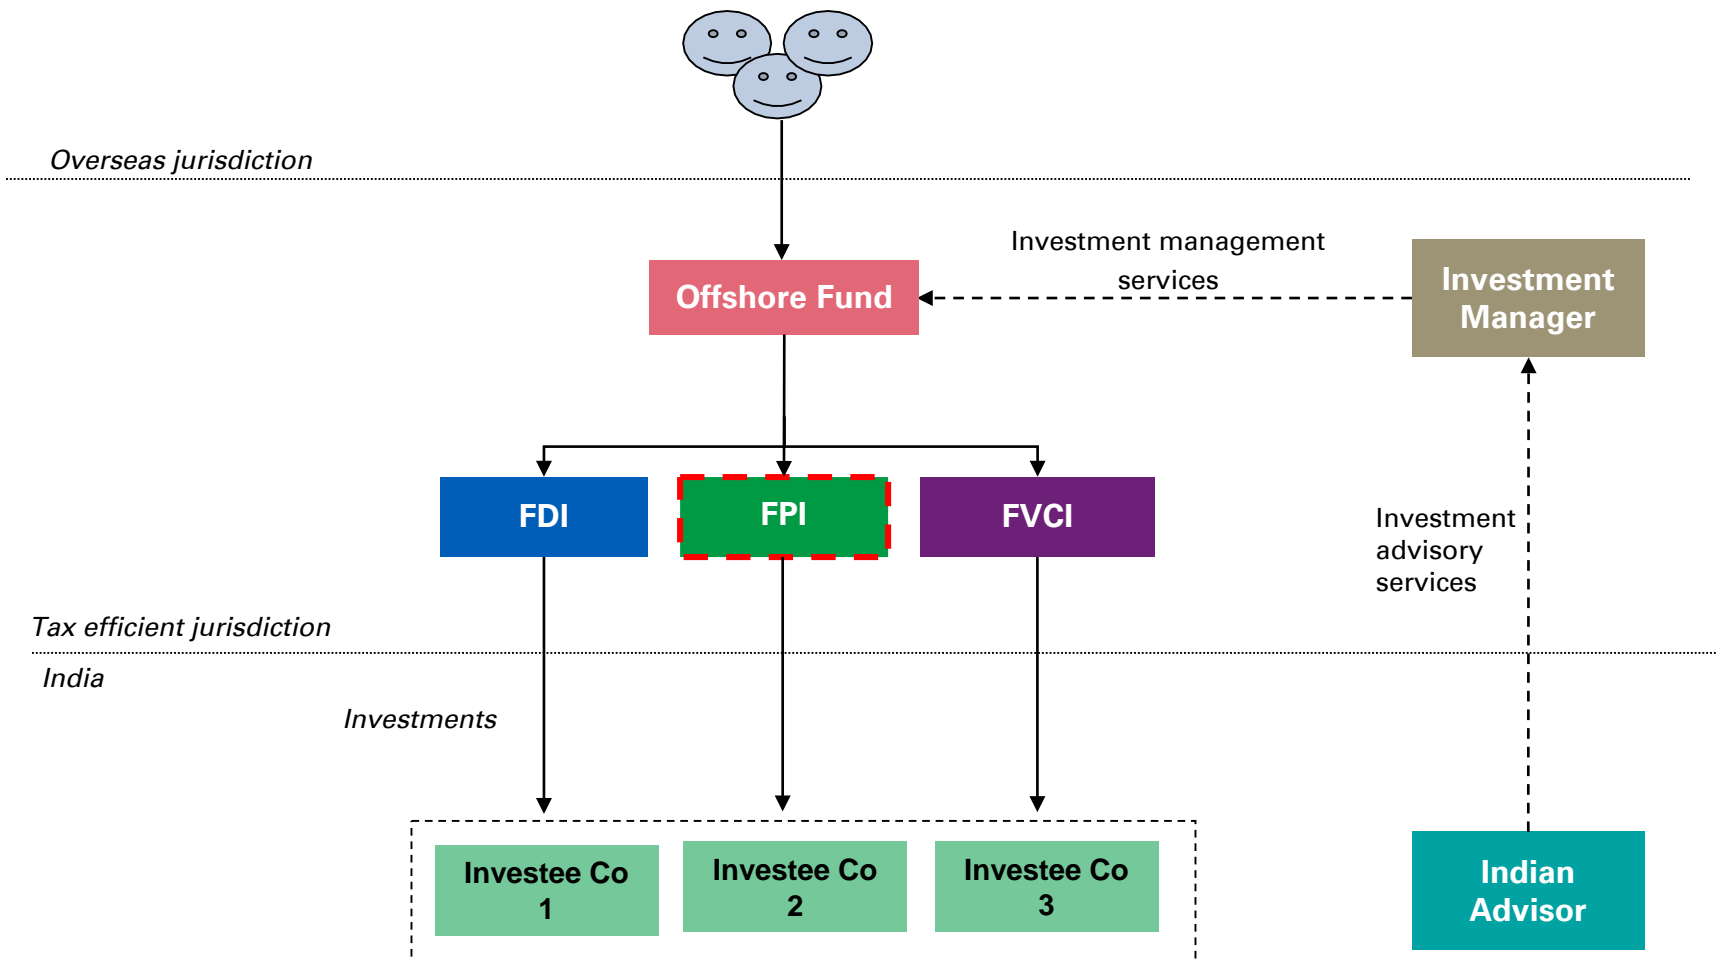 Overseas jurisdiction
Investment management
services
Investment
Manager
Offshore Fund
FDI
FPI
FVCI
Investment
advisory
services
Tax efficient jurisdiction
India
Investments
Investee Co
1
Investee Co
2
Investee Co
3
Indian
Advisor